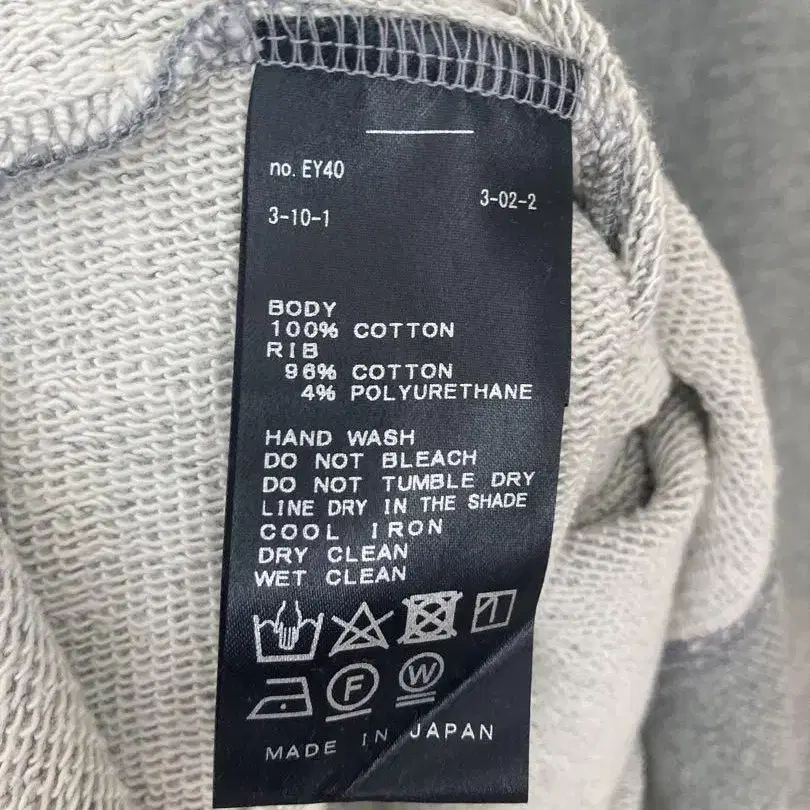 no. EY40
3-02-2
3-10-1
BODY
100% COTTON
RIB
96% COTTON
4% POLYURETHANE
HAND WASH
DO NOT BLEACH
DO NOT TUMBLE DRY
LINE DRY IN THE SHADE
COOL IRON
DRY CLEAN
WET CLEAN
F
W
MADE IN JAPAN